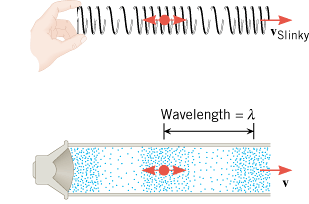 vSlinky
Wavelength = λ
v